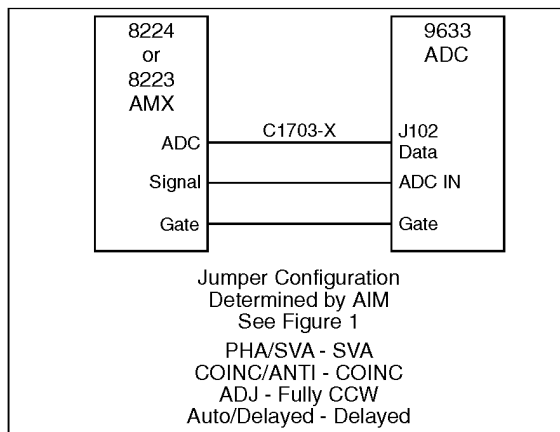 8224
or
8223
AMX
9633
ADC
C1703-X
ADC
J102
Data
Signal
ADC IN
Gate
Gate
Jumper Configuration
Determined by AIM
See Figure 1
PHA/SVA - SVA
COINC/ANTI - COINC
ADJ - Fully CCW
Auto/Delayed - Delayed